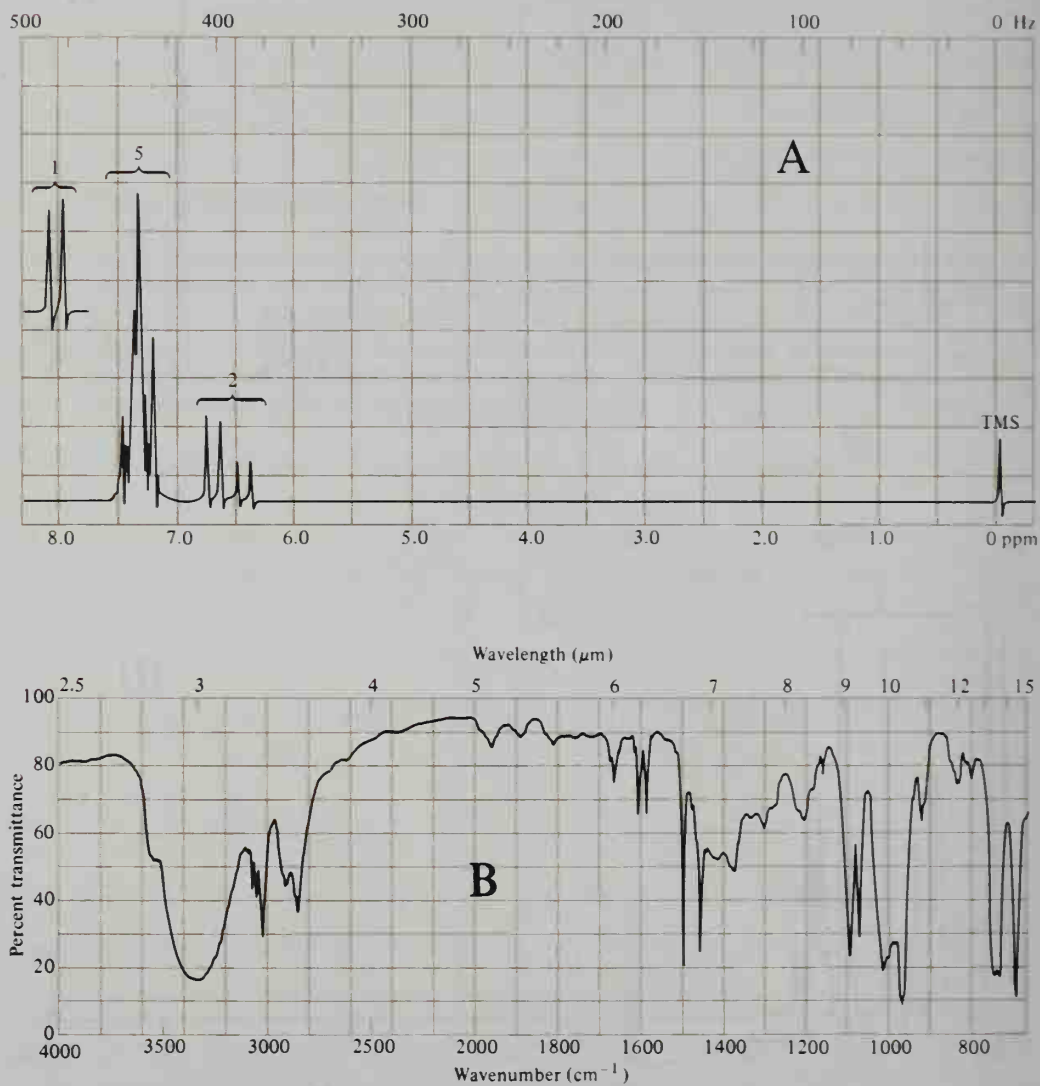 500 400 300 200 100 0 Hz
A
1
5
2
TMS
8.0 7.0 6.0 5.0 4.0 3.0 2.0 1.0 0 ppm
Wavelength (μm)
2.5 3 4 5 6 7 8 9 10 12 15
100
80
60
40
20
0
Percent transmittance
B
4000 3500 3000 2000 1800 1600 1400 1200 1000 800
Wavenumber (cm⁻¹)